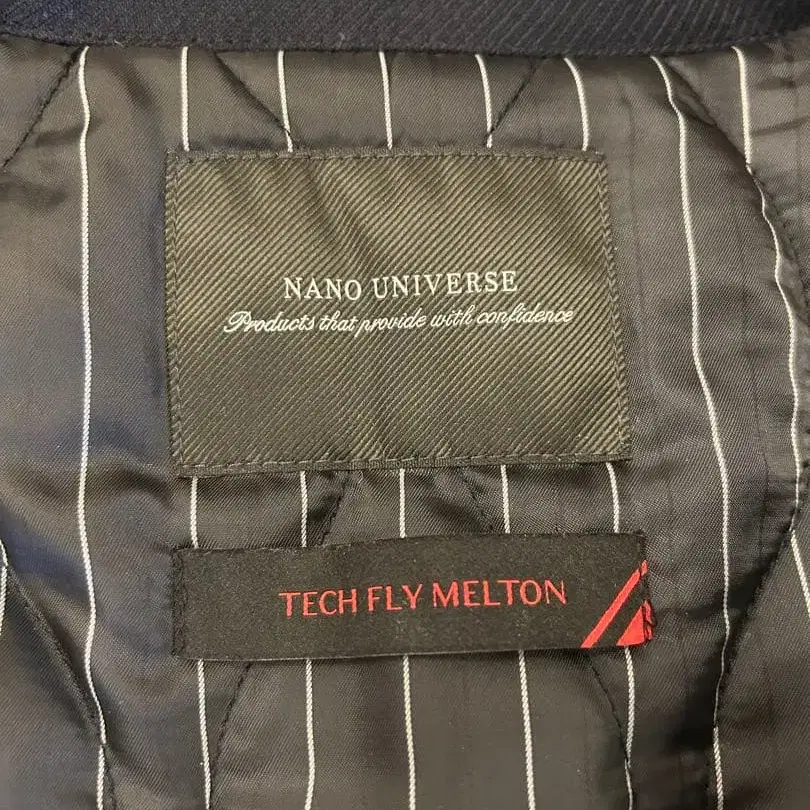 NANO UNIVERSE
Products that provide with confidence
TECH FLY MELTON